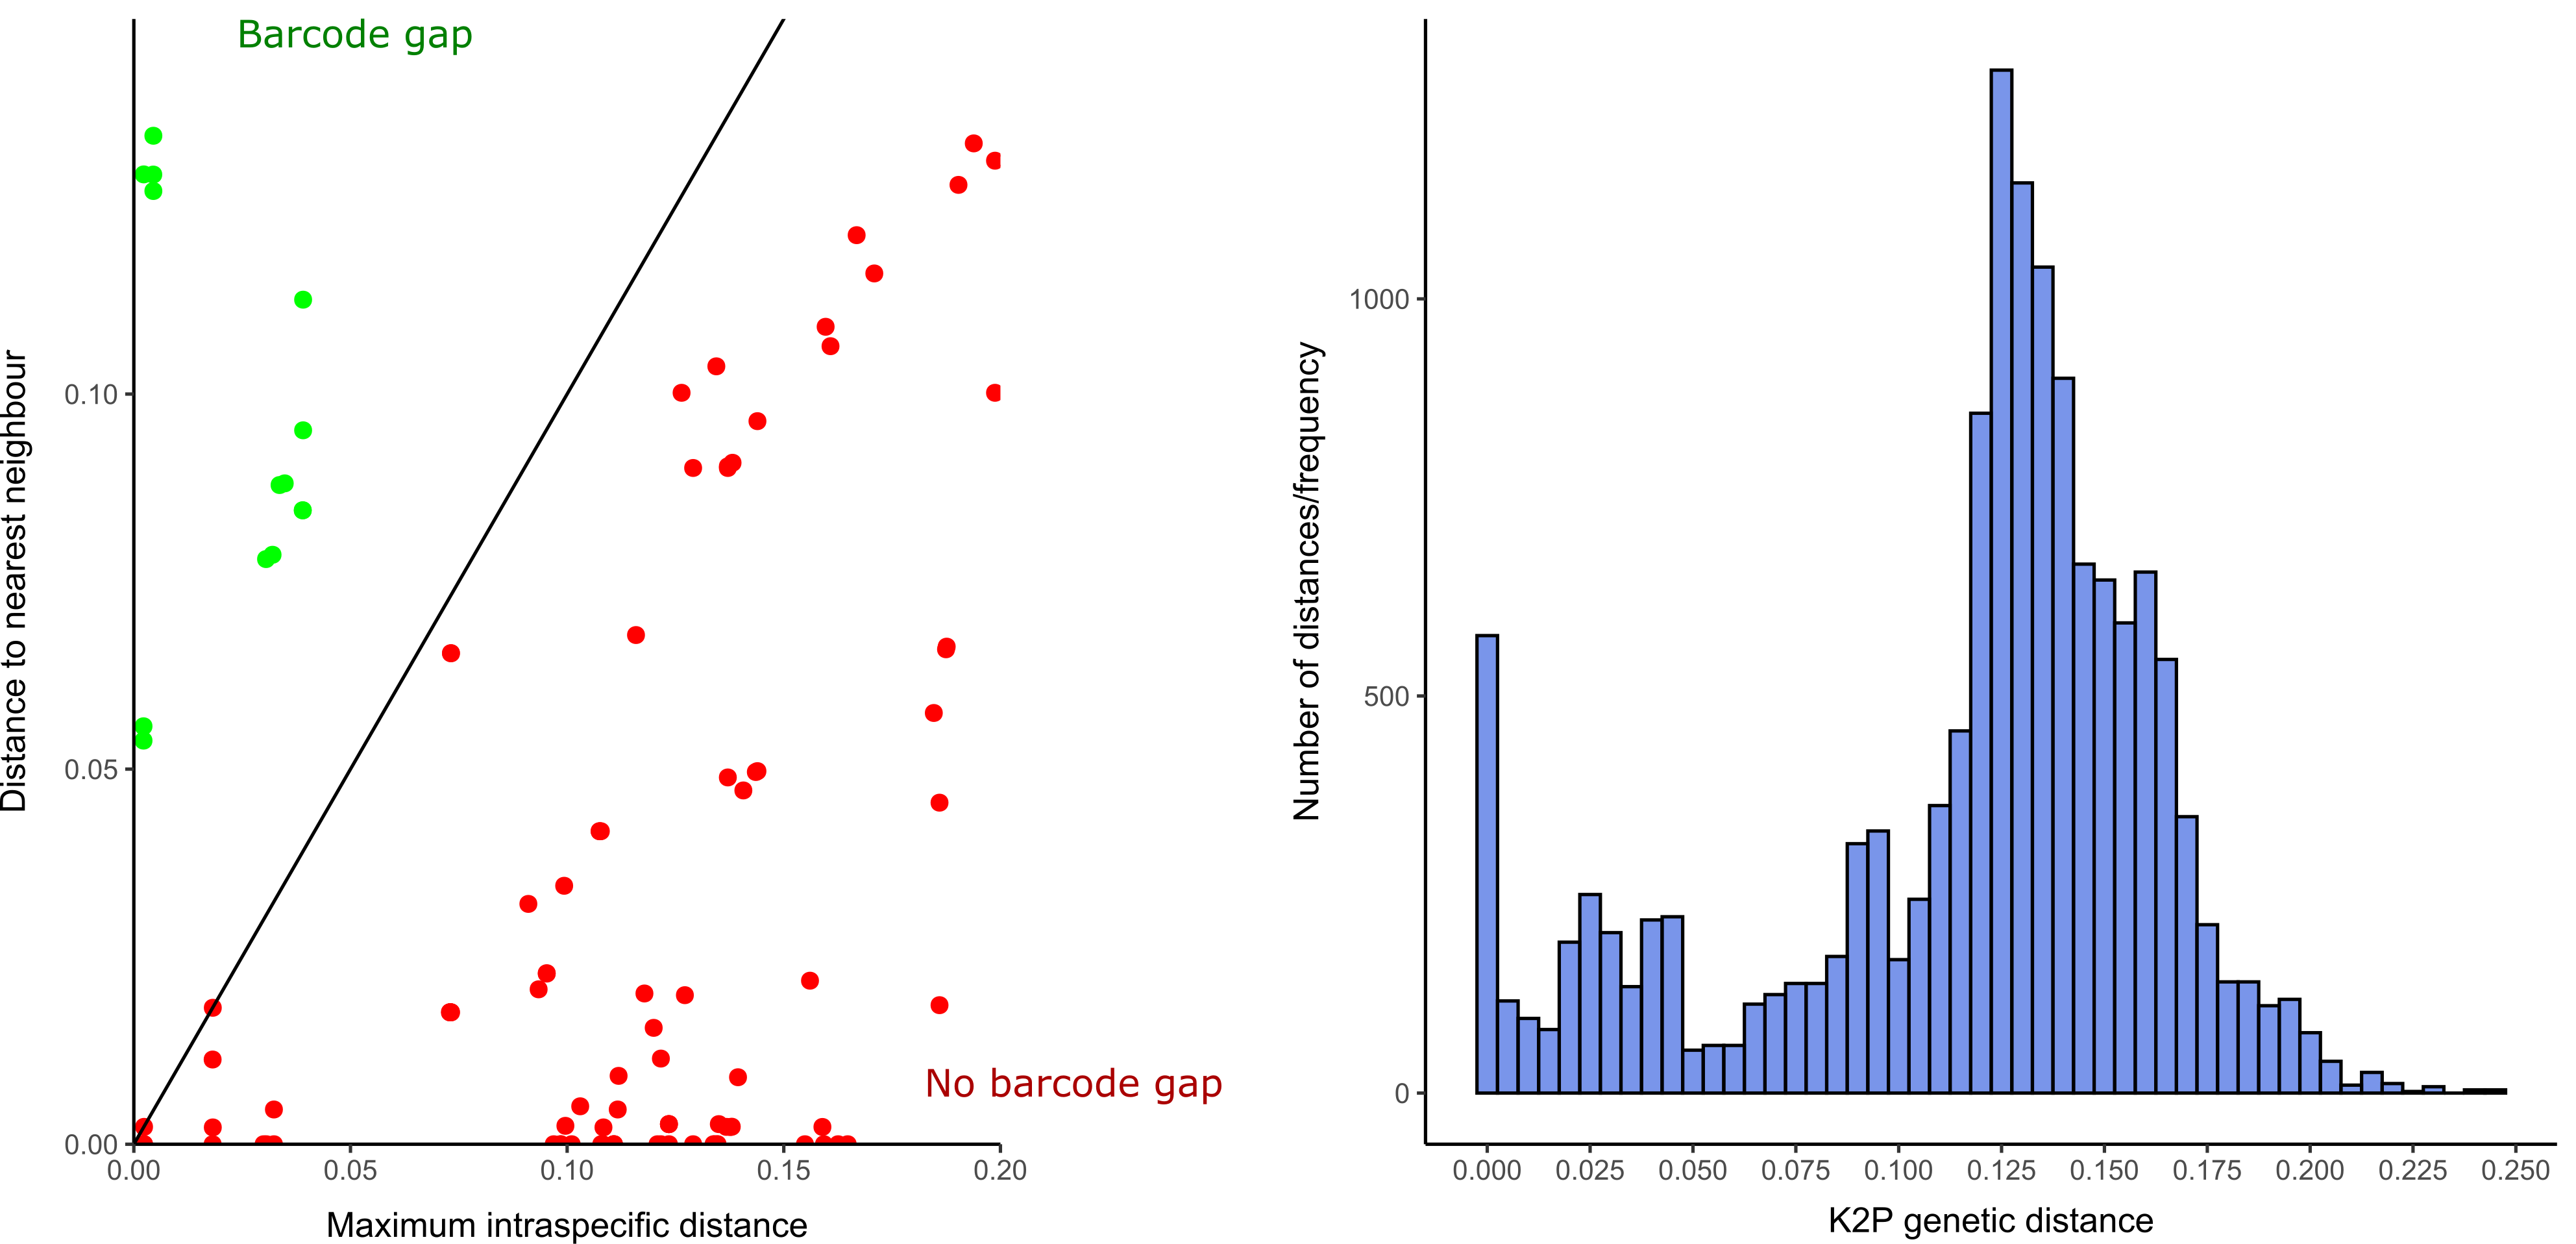 Barcode gap
Distance to nearest neighbour
0.10
0.05
0.00
No barcode gap
0.00 0.05 0.10 0.15 0.20
Maximum intraspecific distance
Number of distances/frequency
1000
500
0
0.000 0.025 0.050 0.075 0.100 0.125 0.150 0.175 0.200 0.225 0.250
K2P genetic distance